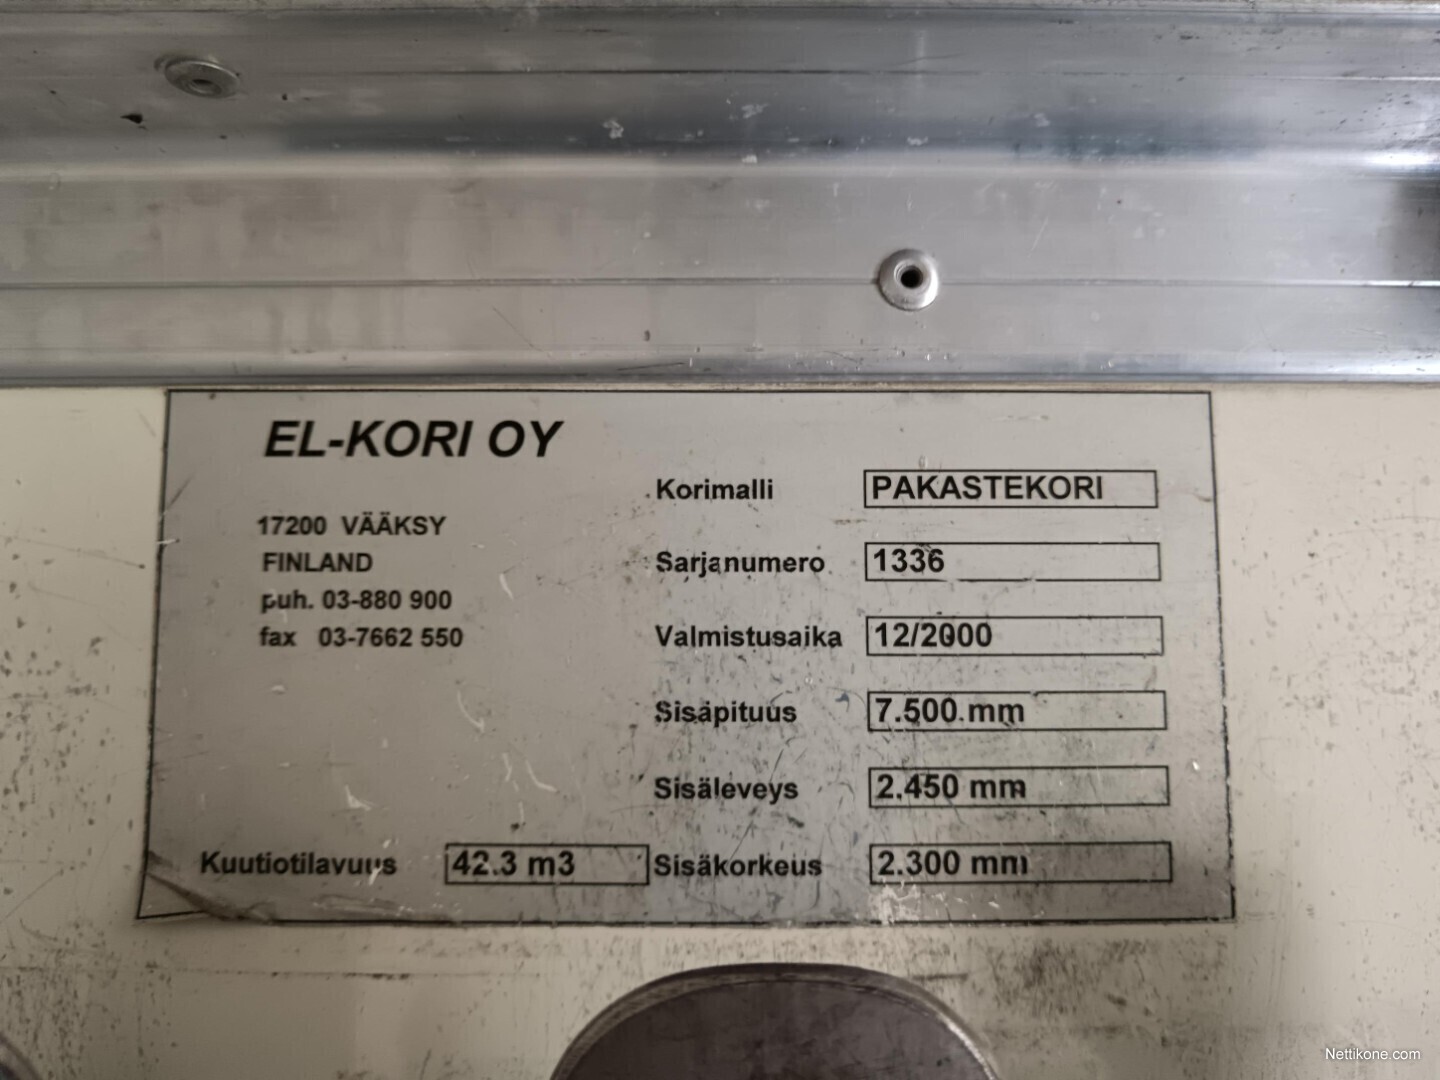 EL-KORI OY
17200 VÄÄKSY
FINLAND
puh. 03-880 900
fax 03-7662 550
Korimalli PAKASTEKORI
Sarjanumero 1336
Valmistusaika 12/2000
Sisäpituus 7.500 mm
Sisäleveys 2.450 mm
Kuutiotilavuus 42.3 m3 Sisäkorkeus 2.300 mm
Nettikone.com